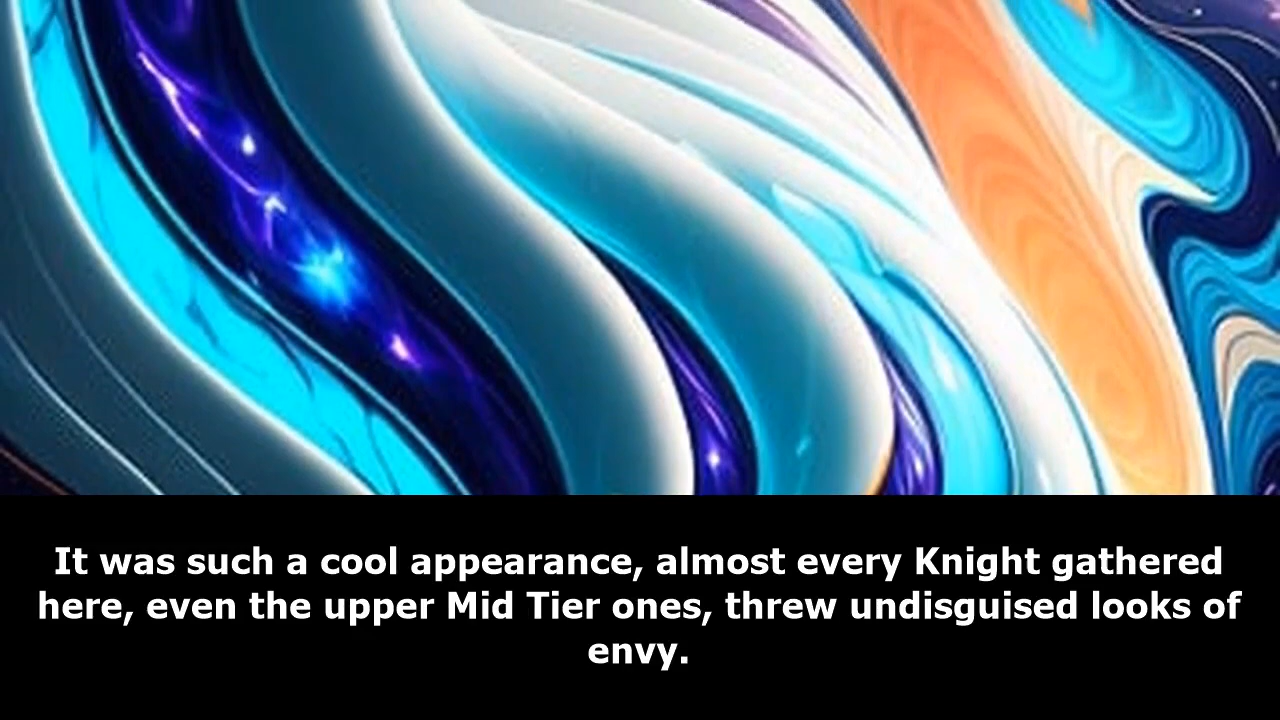 It was such a cool appearance, almost every Knight gathered
here, even the upper Mid Tier ones, threw undisguised looks of
envy.